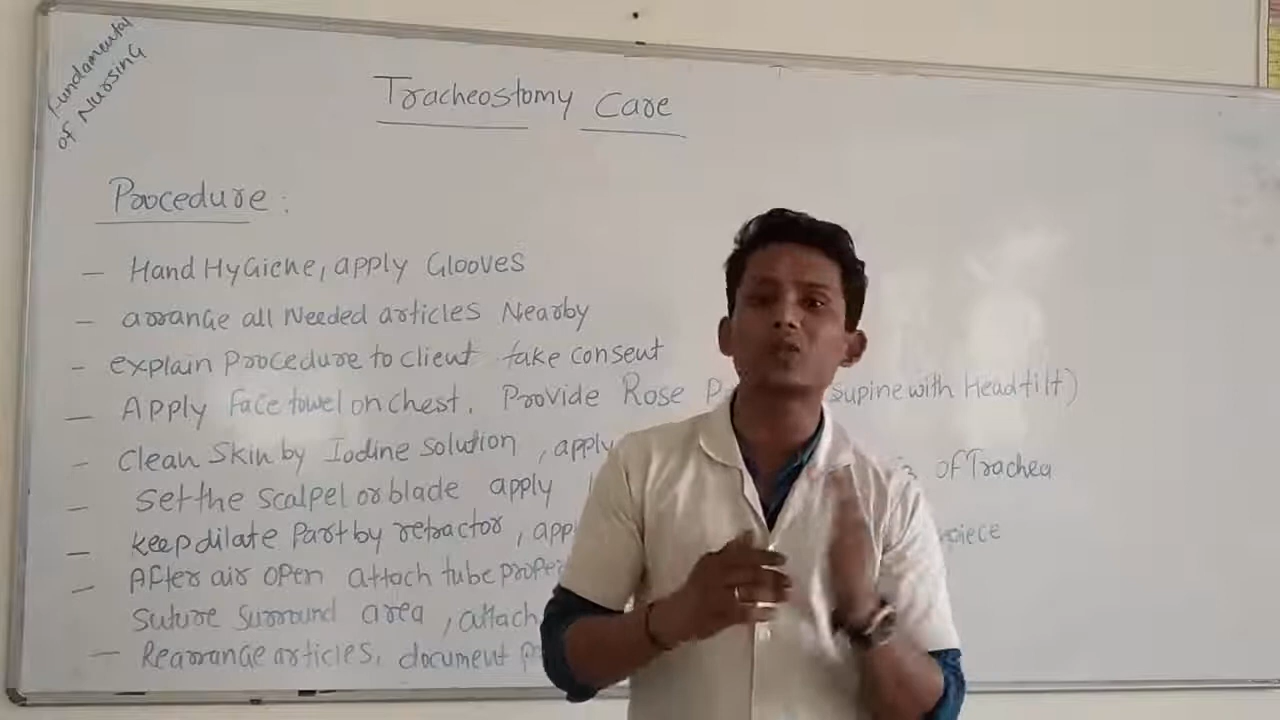 Fundamental
of Nursing
Tracheostomy Care
Procedure :
– Hand Hygiene, apply Glooves
– arrange all Needed articles Nearby
– explain Procedure to client take consent
– Apply Face towel on chest, Provide Rose supine with Head tilt)
– Clean Skin by Iodine solution, apply
– set the scalpel or blade apply of Trachea
– keep dilate Part by retractor,
– After air open attach tube
suture surround area, attach
– Rearrange articles, document